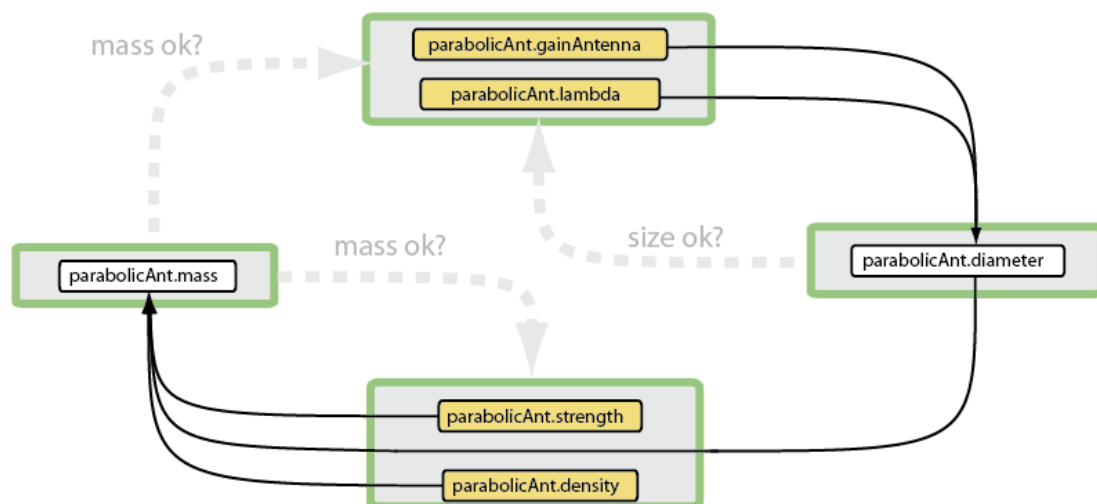 mass ok?
parabolicAnt.gainAntenna
parabolicAnt.lambda
mass ok?
size ok?
parabolicAnt.diameter
parabolicAnt.mass
parabolicAnt.strength
parabolicAnt.density